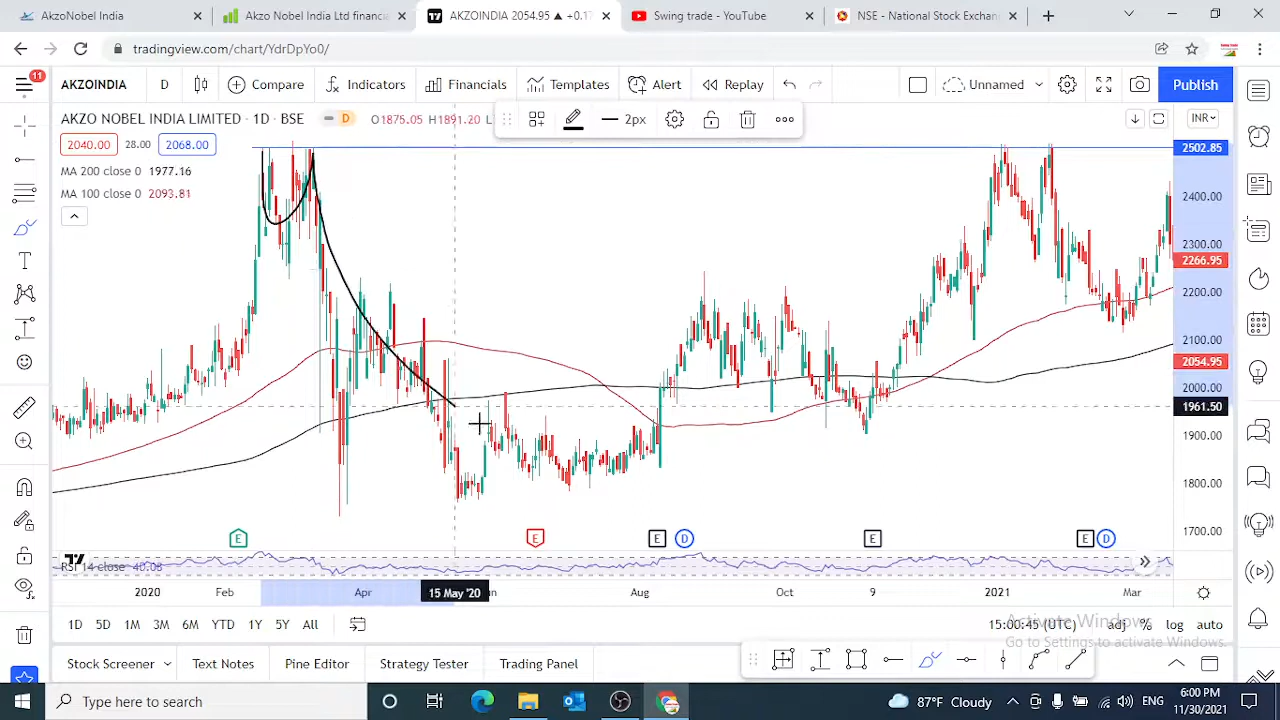 Akzo Nobel India
Akzo Nobel India Ltd financia
AKZOINDIA 2054.95 ▲ +0.1
Swing trade - YouTube
NSE - National Stock Exchan
tradingview.com/chart/YdrDpYo0/
11
AKZOINDIA D Compare Indicators Financials Templates Alert Replay Unnamed Publish
AKZO NOBEL INDIA LIMITED · 1D · BSE D O1875.05 H1891.20
2px
INR
2040.00 28.00 2068.00
MA 200 close 0 1977.16
MA 100 close 0 2093.81
2502.85
2400.00
2300.00
2266.95
2200.00
2100.00
2054.95
2000.00
1961.50
1900.00
1800.00
1700.00
E E E D E E D
RSI 14 close 40.08
2020 Feb Apr 15 May '20 Aug Oct 9 2021 Mar
1D 5D 1M 3M 6M YTD 1Y 5Y All
15:00:45 (UTC) adj % log auto
Activate Windows
Go to Settings to activate Windows.
Stock Screener Text Notes Pine Editor Strategy Tester Trading Panel
Type here to search
87°F Cloudy
ENG
6:00 PM
11/30/2021